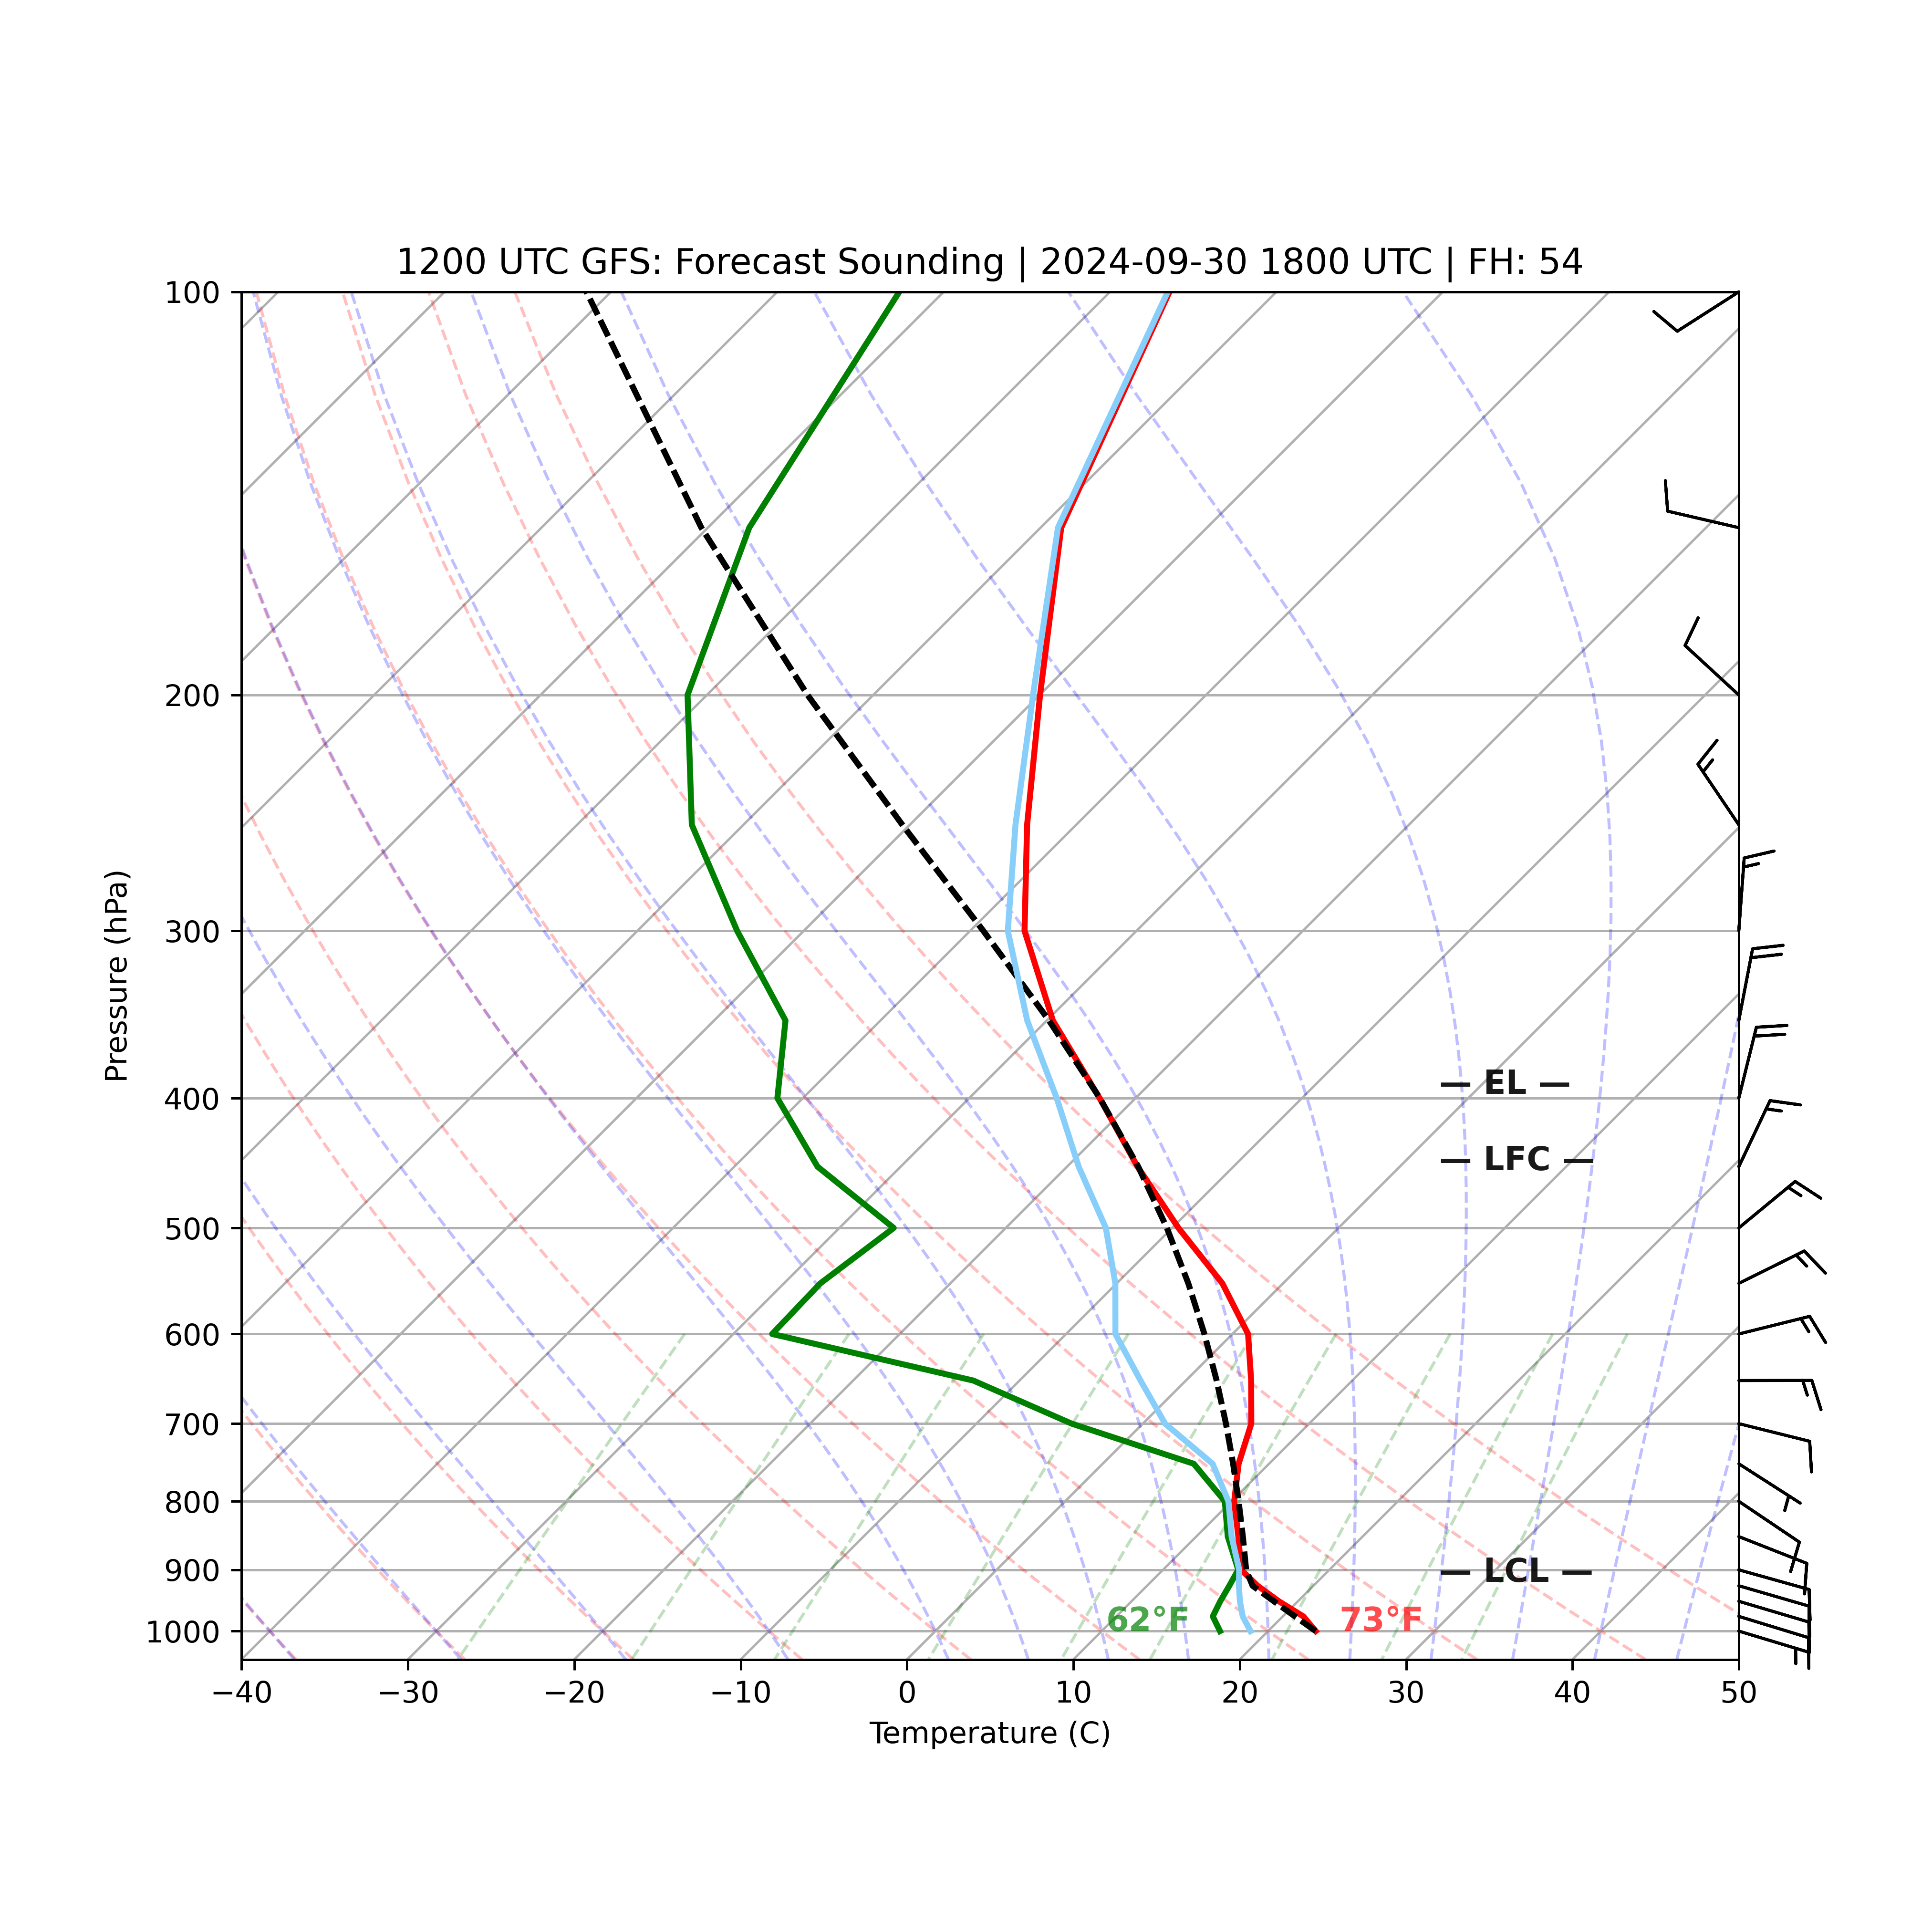 1200 UTC GFS: Forecast Sounding | 2024-09-30 1800 UTC | FH: 54
100
200
300
— EL —
400
— LFC —
500
600
700
800
900
— LCL —
62°F 73°F
1000
Pressure (hPa)
−40 −30 −20 −10 0 10 20 30 40 50
Temperature (C)